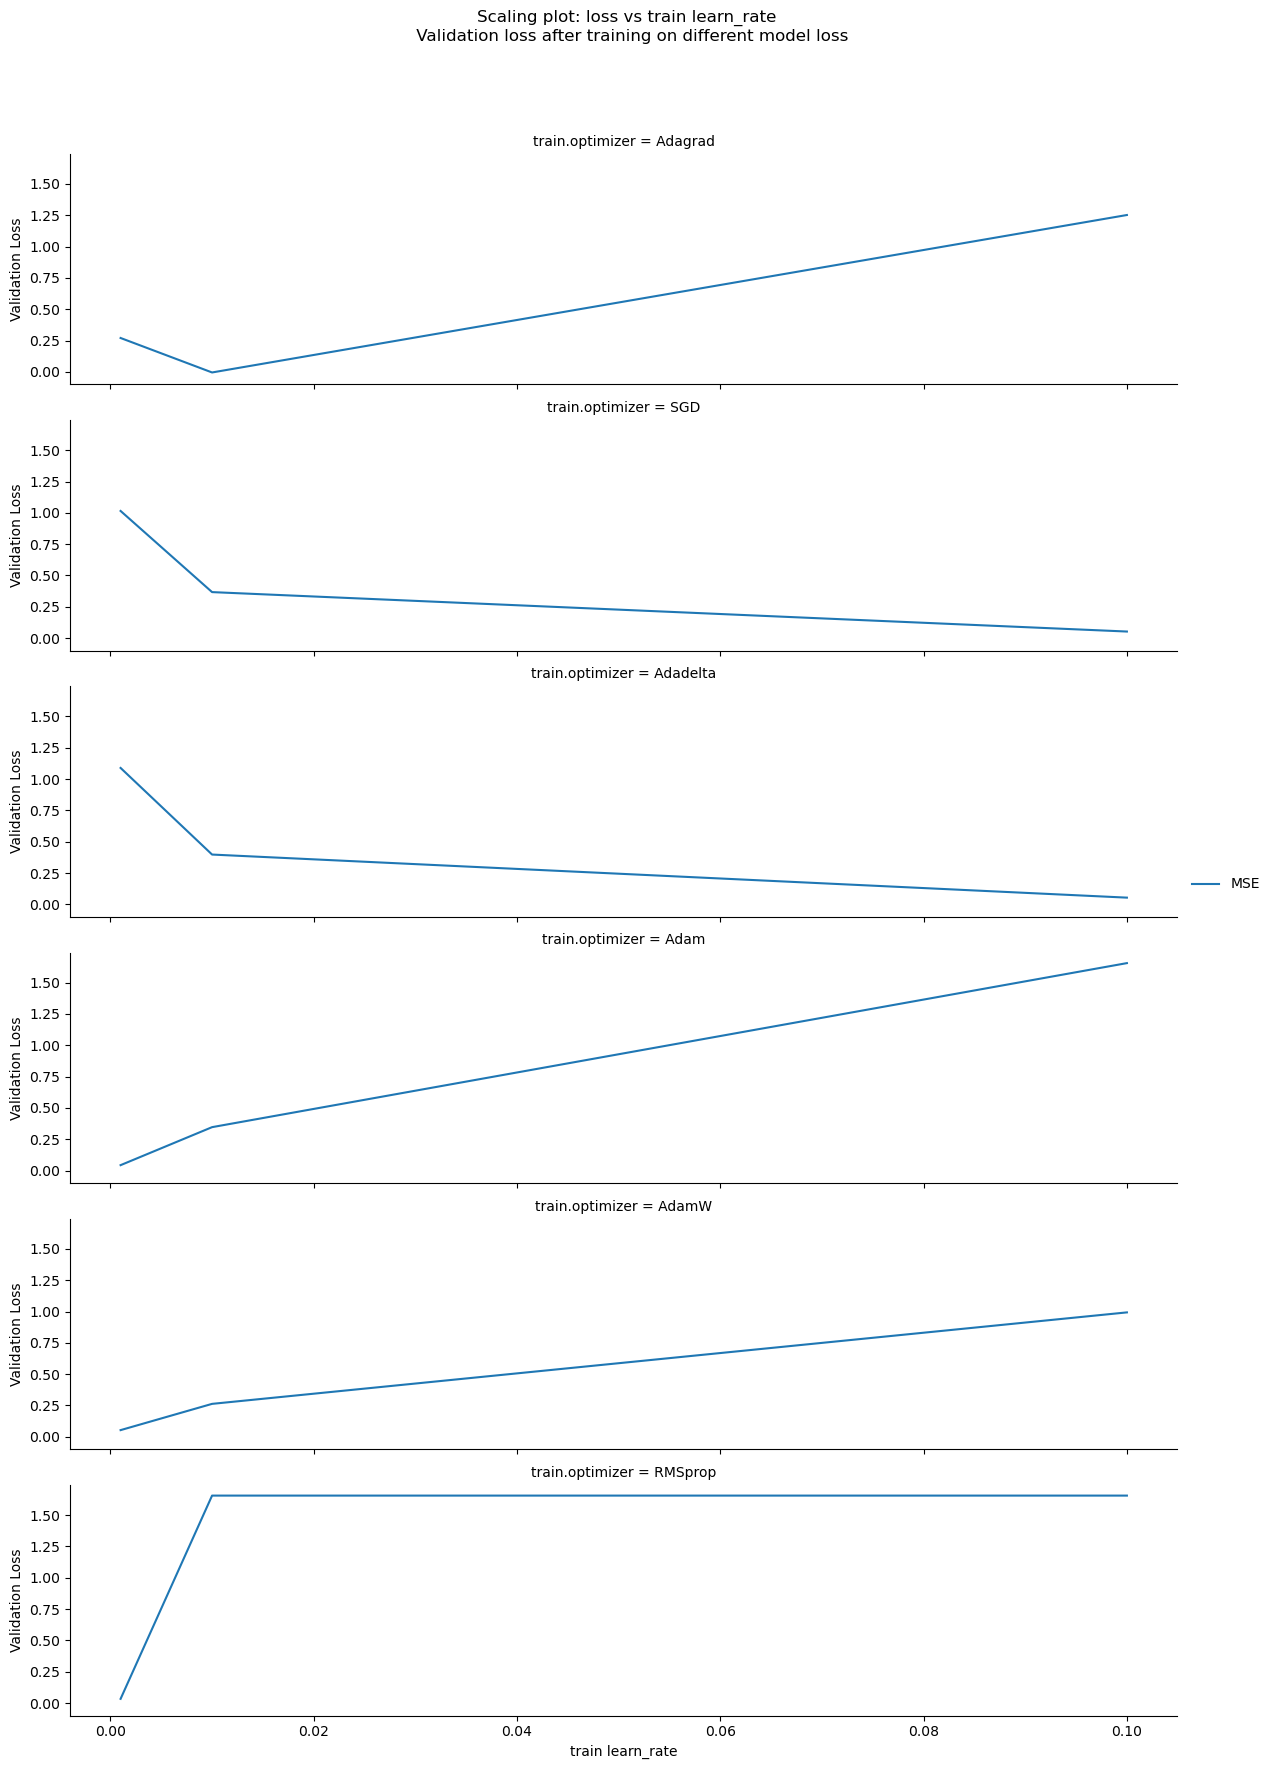 Scaling plot: loss vs train learn_rate
Validation loss after training on different model loss
train.optimizer = Adagrad
Validation Loss
1.50
1.25
1.00
0.75
0.50
0.25
0.00
train.optimizer = SGD
Validation Loss
1.50
1.25
1.00
0.75
0.50
0.25
0.00
train.optimizer = Adadelta
Validation Loss
1.50
1.25
1.00
0.75
0.50
0.25
0.00
MSE
train.optimizer = Adam
Validation Loss
1.50
1.25
1.00
0.75
0.50
0.25
0.00
train.optimizer = AdamW
Validation Loss
1.50
1.25
1.00
0.75
0.50
0.25
0.00
train.optimizer = RMSprop
Validation Loss
1.50
1.25
1.00
0.75
0.50
0.25
0.00
0.00 0.02 0.04 0.06 0.08 0.10
train learn_rate